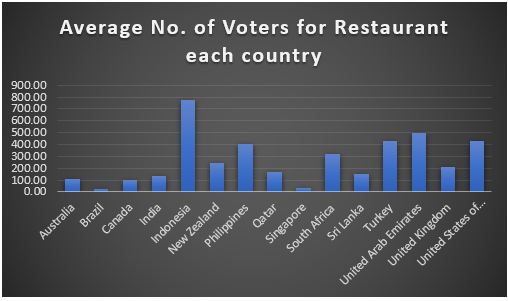 Average No. of Voters for Restaurant
each country
900.00
800.00
700.00
600.00
500.00
400.00
300.00
200.00
100.00
0.00
Australia
Brazil
Canada
India
Indonesia
New Zealand
Philippines
Qatar
Singapore
South Africa
Sri Lanka
Turkey
United Arab Emirates
United Kingdom
United States of...